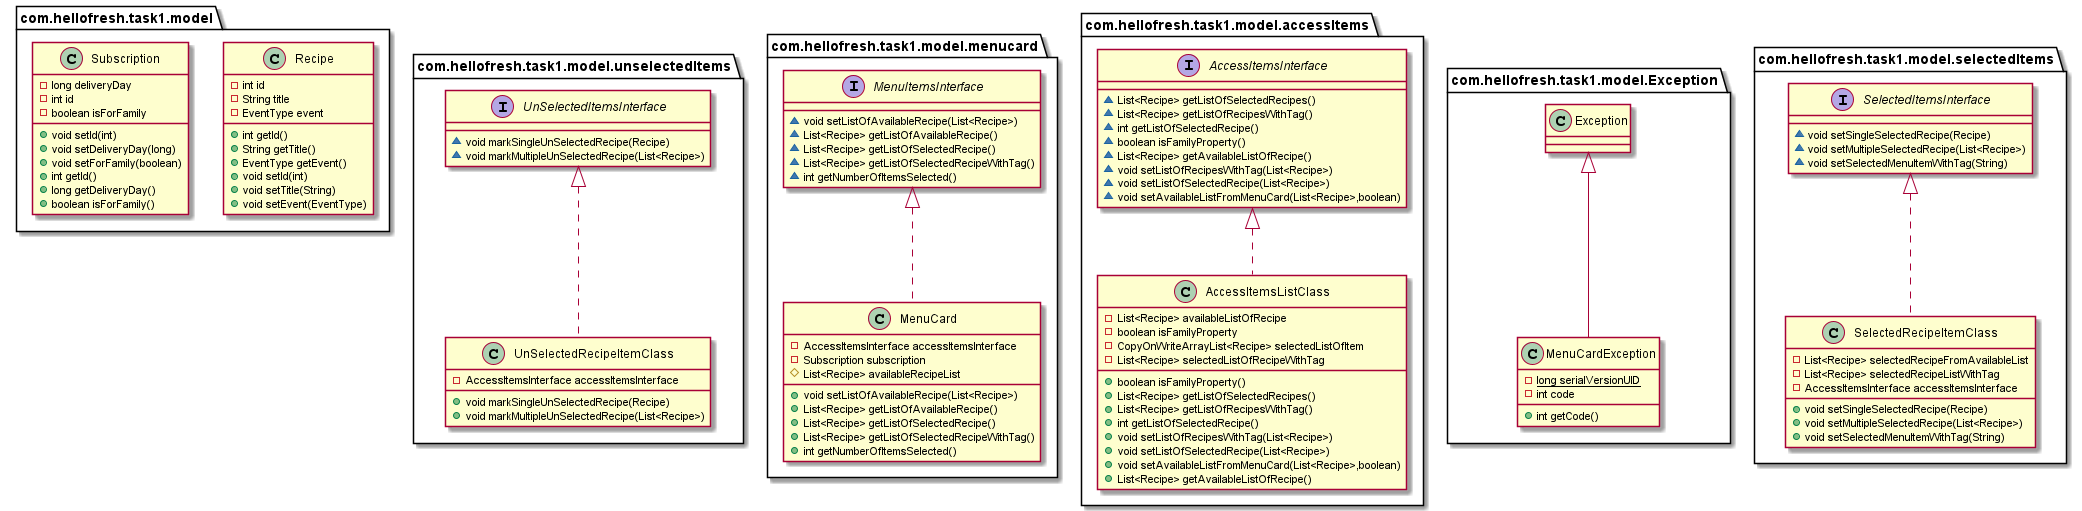 com.hellofresh.task1.model
C Subscription
long deliveryDay
int id
boolean isForFamily
void setId(int)
void setDeliveryDay(long)
void setForFamily(boolean)
int getId()
long getDeliveryDay()
boolean isForFamily()
C Recipe
int id
String title
EventType event
int getId()
String getTitle()
EventType getEvent()
void setId(int)
void setTitle(String)
void setEvent(EventType)
com.hellofresh.task1.model.unselectedItems
I UnSelectedItemsInterface
void markSingleUnSelectedRecipe(Recipe)
void markMultipleUnSelectedRecipe(List<Recipe>)
C UnSelectedRecipeItemClass
AccessItemsInterface accessItemsInterface
void markSingleUnSelectedRecipe(Recipe)
void markMultipleUnSelectedRecipe(List<Recipe>)
com.hellofresh.task1.model.menucard
I MenuItemsInterface
void setListOfAvailableRecipe(List<Recipe>)
List<Recipe> getListOfAvailableRecipe()
List<Recipe> getListOfSelectedRecipe()
List<Recipe> getListOfSelectedRecipeWithTag()
int getNumberOfItemsSelected()
C MenuCard
AccessItemsInterface accessItemsInterface
Subscription subscription
List<Recipe> availableRecipeList
void setListOfAvailableRecipe(List<Recipe>)
List<Recipe> getListOfAvailableRecipe()
List<Recipe> getListOfSelectedRecipe()
List<Recipe> getListOfSelectedRecipeWithTag()
int getNumberOfItemsSelected()
com.hellofresh.task1.model.accessItems
I AccessItemsInterface
List<Recipe> getListOfSelectedRecipes()
List<Recipe> getListOfRecipesWithTag()
int getListOfSelectedRecipe()
boolean isFamilyProperty()
List<Recipe> getAvailableListOfRecipe()
void setListOfRecipesWithTag(List<Recipe>)
void setListOfSelectedRecipe(List<Recipe>)
void setAvailableListFromMenuCard(List<Recipe>,boolean)
C AccessItemsListClass
List<Recipe> availableListOfRecipe
boolean isFamilyProperty
CopyOnWriteArrayList<Recipe> selectedListOfItem
List<Recipe> selectedListOfRecipeWithTag
boolean isFamilyProperty()
List<Recipe> getListOfSelectedRecipes()
List<Recipe> getListOfRecipesWithTag()
int getListOfSelectedRecipe()
void setListOfRecipesWithTag(List<Recipe>)
void setListOfSelectedRecipe(List<Recipe>)
void setAvailableListFromMenuCard(List<Recipe>,boolean)
List<Recipe> getAvailableListOfRecipe()
com.hellofresh.task1.model.Exception
C Exception
C MenuCardException
long serialVersionUID
int code
int getCode()
com.hellofresh.task1.model.selectedItems
I SelectedItemsInterface
void setSingleSelectedRecipe(Recipe)
void setMultipleSelectedRecipe(List<Recipe>)
void setSelectedMenuItemWithTag(String)
C SelectedRecipeItemClass
List<Recipe> selectedRecipeFromAvailableList
List<Recipe> selectedRecipeListWithTag
AccessItemsInterface accessItemsInterface
void setSingleSelectedRecipe(Recipe)
void setMultipleSelectedRecipe(List<Recipe>)
void setSelectedMenuItemWithTag(String)